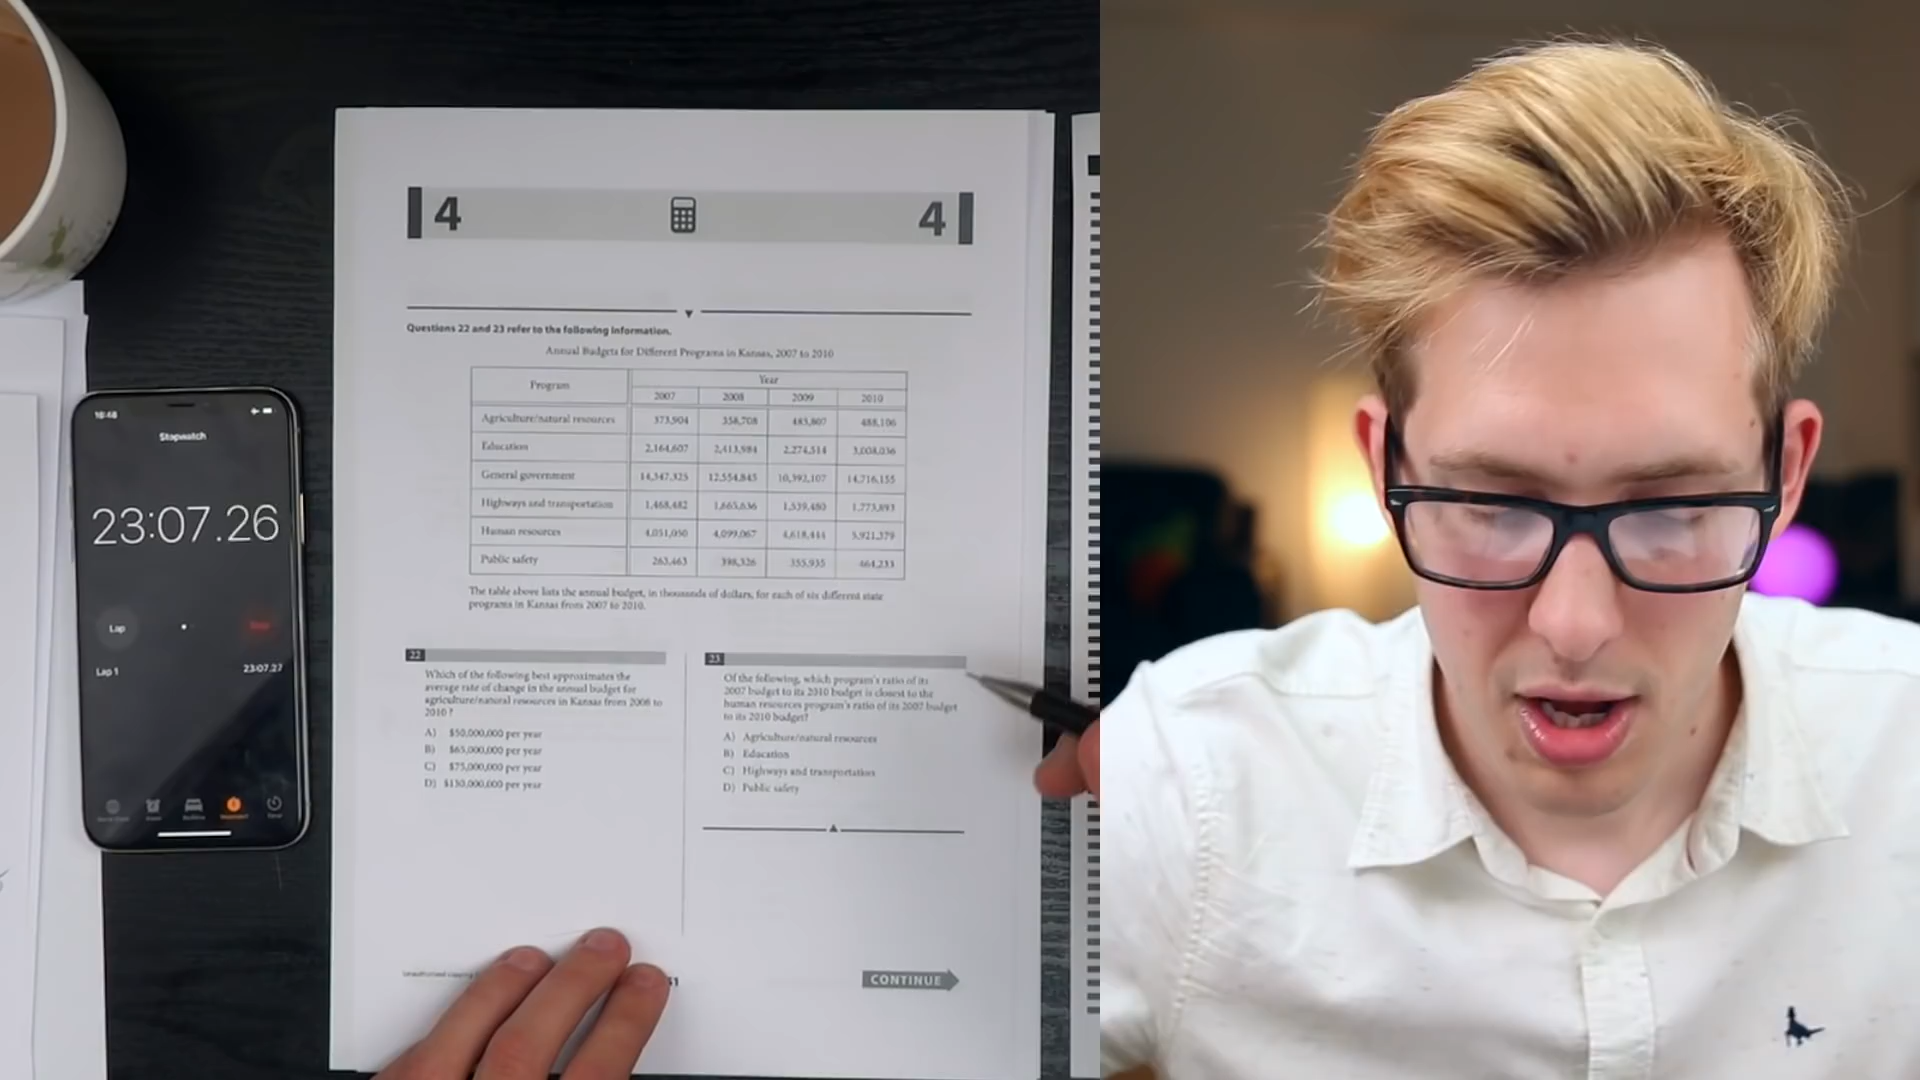 16:48
Stopwatch
23:07.26
Lap
Stop
Lap 1
23:07.27
4
4
Questions 22 and 23 refer to the following information.
Annual Budgets for Different Programs in Kansas, 2007 to 2010
Program
Year
2007 2008 2009 2010
Agriculture/natural resources 373,904 358,708 485,807 488,106
Education 2,164,607 2,413,984 2,274,514 3,008,036
General government 14,347,325 12,554,845 10,392,107 14,716,155
Highways and transportation 1,468,482 1,665,636 1,539,480 1,773,893
Human resources 4,051,050 4,099,067 4,618,444 5,921,379
Public safety 263,463 398,326 355,935 464,233
The table above lists the annual budget, in thousands of dollars, for each of six different state
programs in Kansas from 2007 to 2010.
22
Which of the following best approximates the
average rate of change in the annual budget for
agriculture/natural resources in Kansas from 2008 to
2010?
A) $50,000,000 per year
B) $65,000,000 per year
C) $75,000,000 per year
D) $130,000,000 per year
23
Of the following, which program's ratio of its
2007 budget to its 2010 budget is closest to the
human resources program's ratio of its 2007 budget
to its 2010 budget?
A) Agriculture/natural resources
B) Education
C) Highways and transportation
D) Public safety
Unauthorized copying
51
CONTINUE